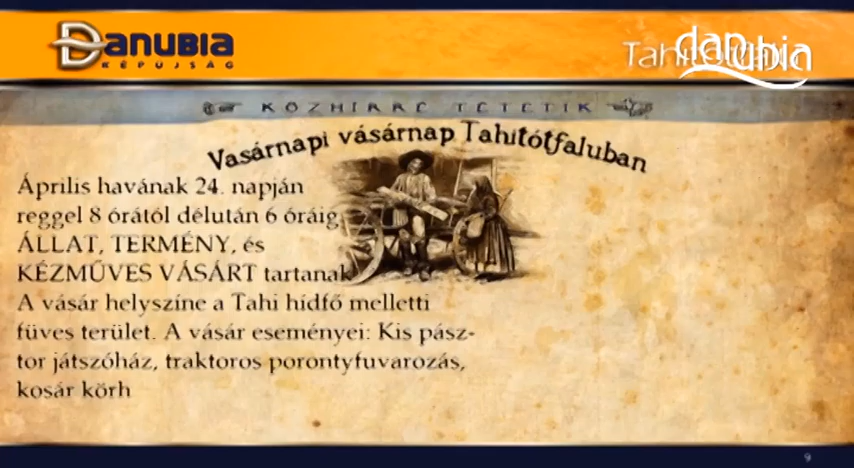 DANUBIA
KÉPÚJSÁG
danubia
KÖZHÍRRÉ TÉTETIK
Vasárnapi vásárnap Tahitótfaluban
Április havának 24. napján
reggel 8 órától délután 6 óráig
ÁLLAT, TERMÉNY, és
KÉZMŰVES VÁSÁRT tartanak
A vásár helyszíne a Tahi hídfő melletti
füves terület. A vásár eseményei: Kis pász-
tor játszóház, traktoros porontyfuvarozás,
kosár körh
9